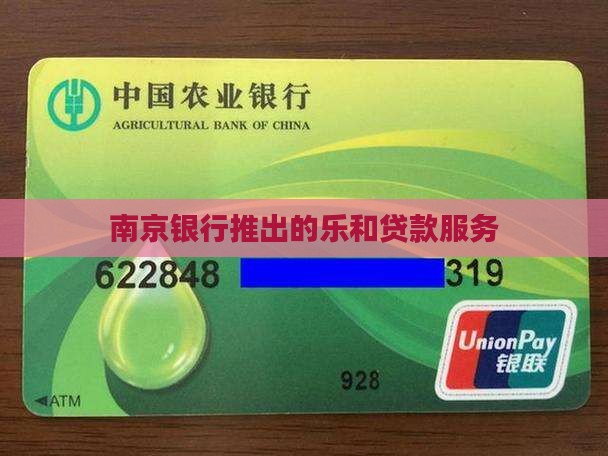 中国农业银行
AGRICULTURAL BANK OF CHINA
南京银行推出的乐和贷款服务
622848 319
UnionPay
银联
928
◀ATM